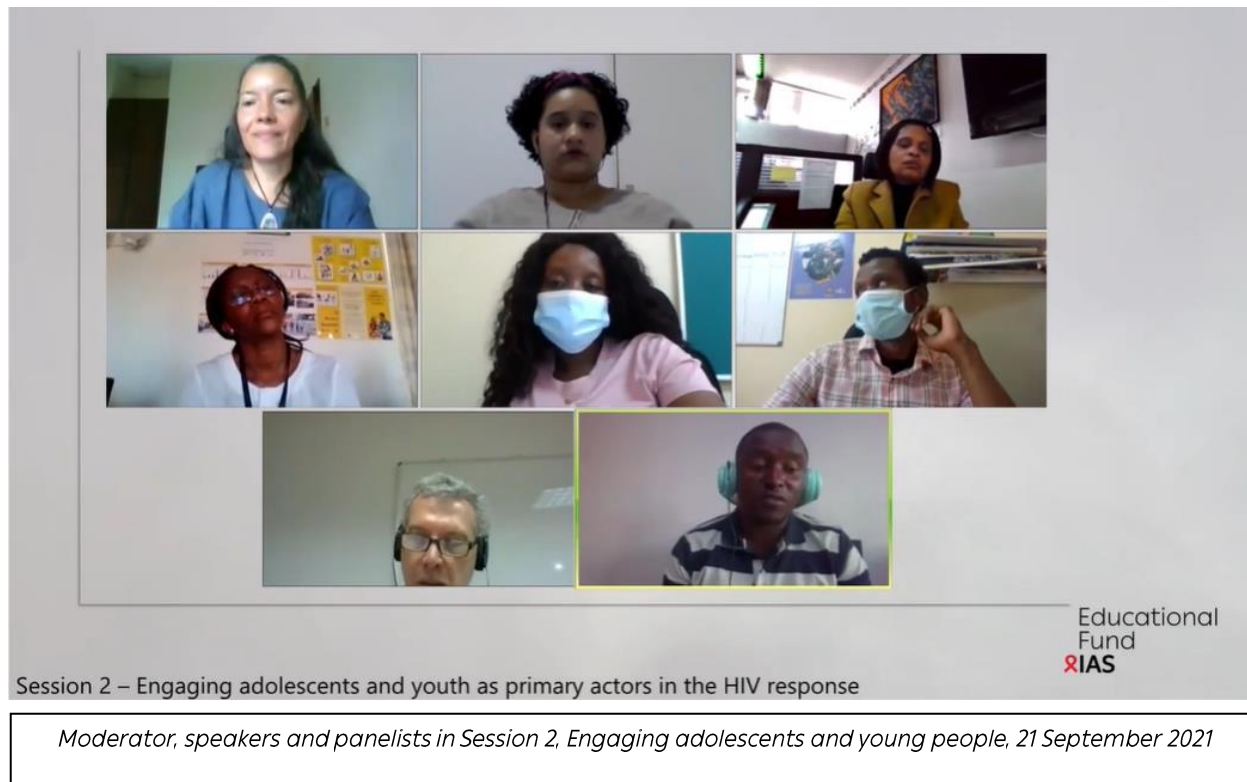 Educational
Fund
IAS
Session 2 – Engaging adolescents and youth as primary actors in the HIV response
Moderator, speakers and panelists in Session 2, Engaging adolescents and young people, 21 September 2021